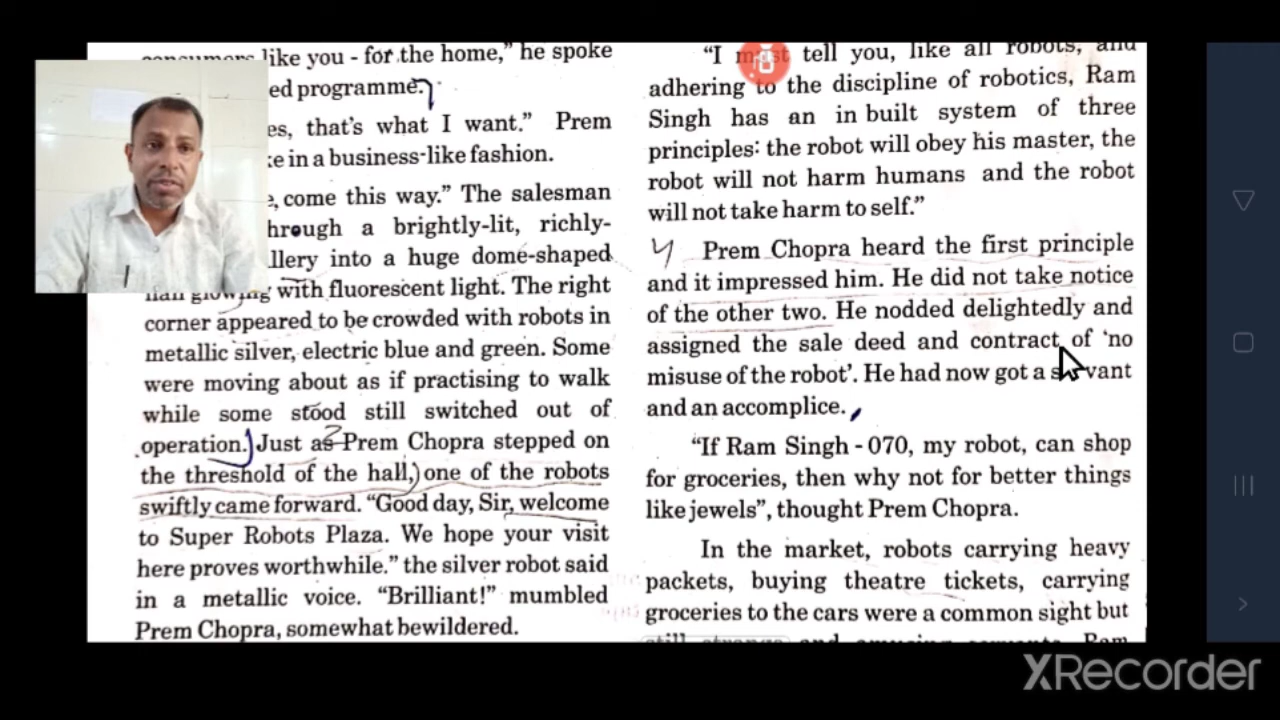 like you - for the home," he spoke
ed programme.
es, that's what I want." Prem
ke in a business-like fashion.
e, come this way." The salesman
hrough a brightly-lit, richly-
llery into a huge dome-shaped
hall glowing with fluorescent light. The right
corner appeared to be crowded with robots in
metallic silver, electric blue and green. Some
were moving about as if practising to walk
while some stood still switched out of
operation. Just as Prem Chopra stepped on
the threshold of the hall, one of the robots
swiftly came forward. "Good day, Sir, welcome
to Super Robots Plaza. We hope your visit
here proves worthwhile." the silver robot said
in a metallic voice. "Brilliant!" mumbled
Prem Chopra, somewhat bewildered.
"I must tell you, like all robots, and
adhering to the discipline of robotics, Ram
Singh has an in built system of three
principles: the robot will obey his master, the
robot will not harm humans and the robot
will not take harm to self."
Prem Chopra heard the first principle
and it impressed him. He did not take notice
of the other two. He nodded delightedly and
assigned the sale deed and contract of 'no
misuse of the robot'. He had now got a servant
and an accomplice.
"If Ram Singh - 070, my robot, can shop
for groceries, then why not for better things
like jewels", thought Prem Chopra.
In the market, robots carrying heavy
packets, buying theatre tickets, carrying
groceries to the cars were a common sight but
XRecorder